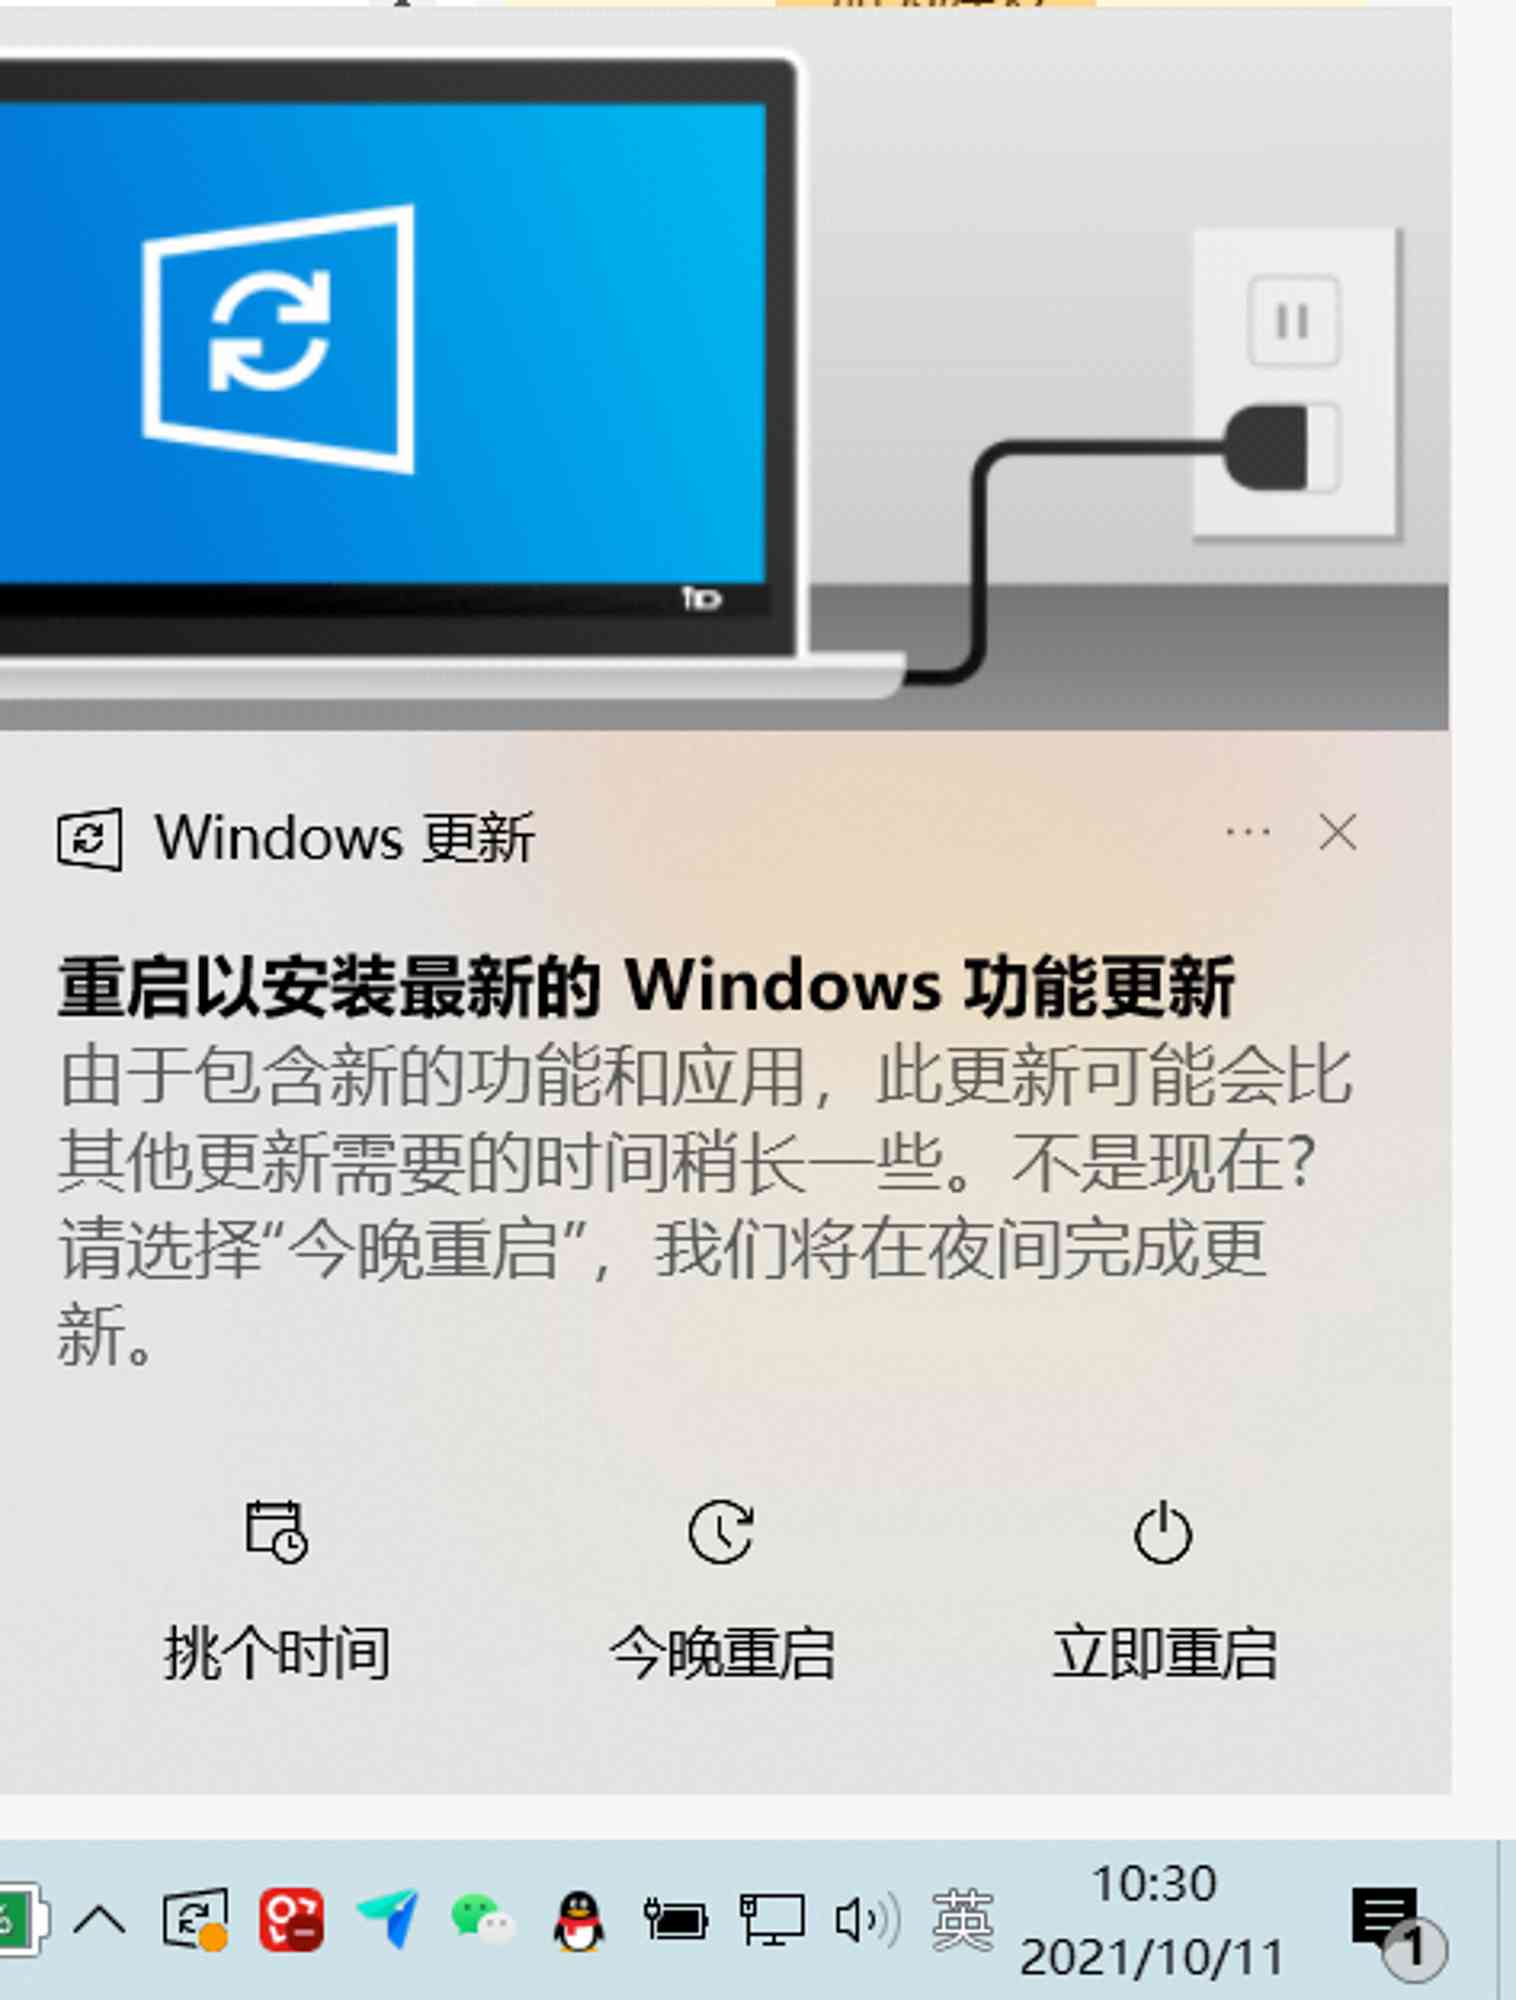 Windows 更新
重启以安装最新的 Windows 功能更新
由于包含新的功能和应用，此更新可能会比
其他更新需要的时间稍长一些。不是现在?
请选择“今晚重启”，我们将在夜间完成更
新。
挑个时间
今晚重启
立即重启
英
10:30
2021/10/11
1